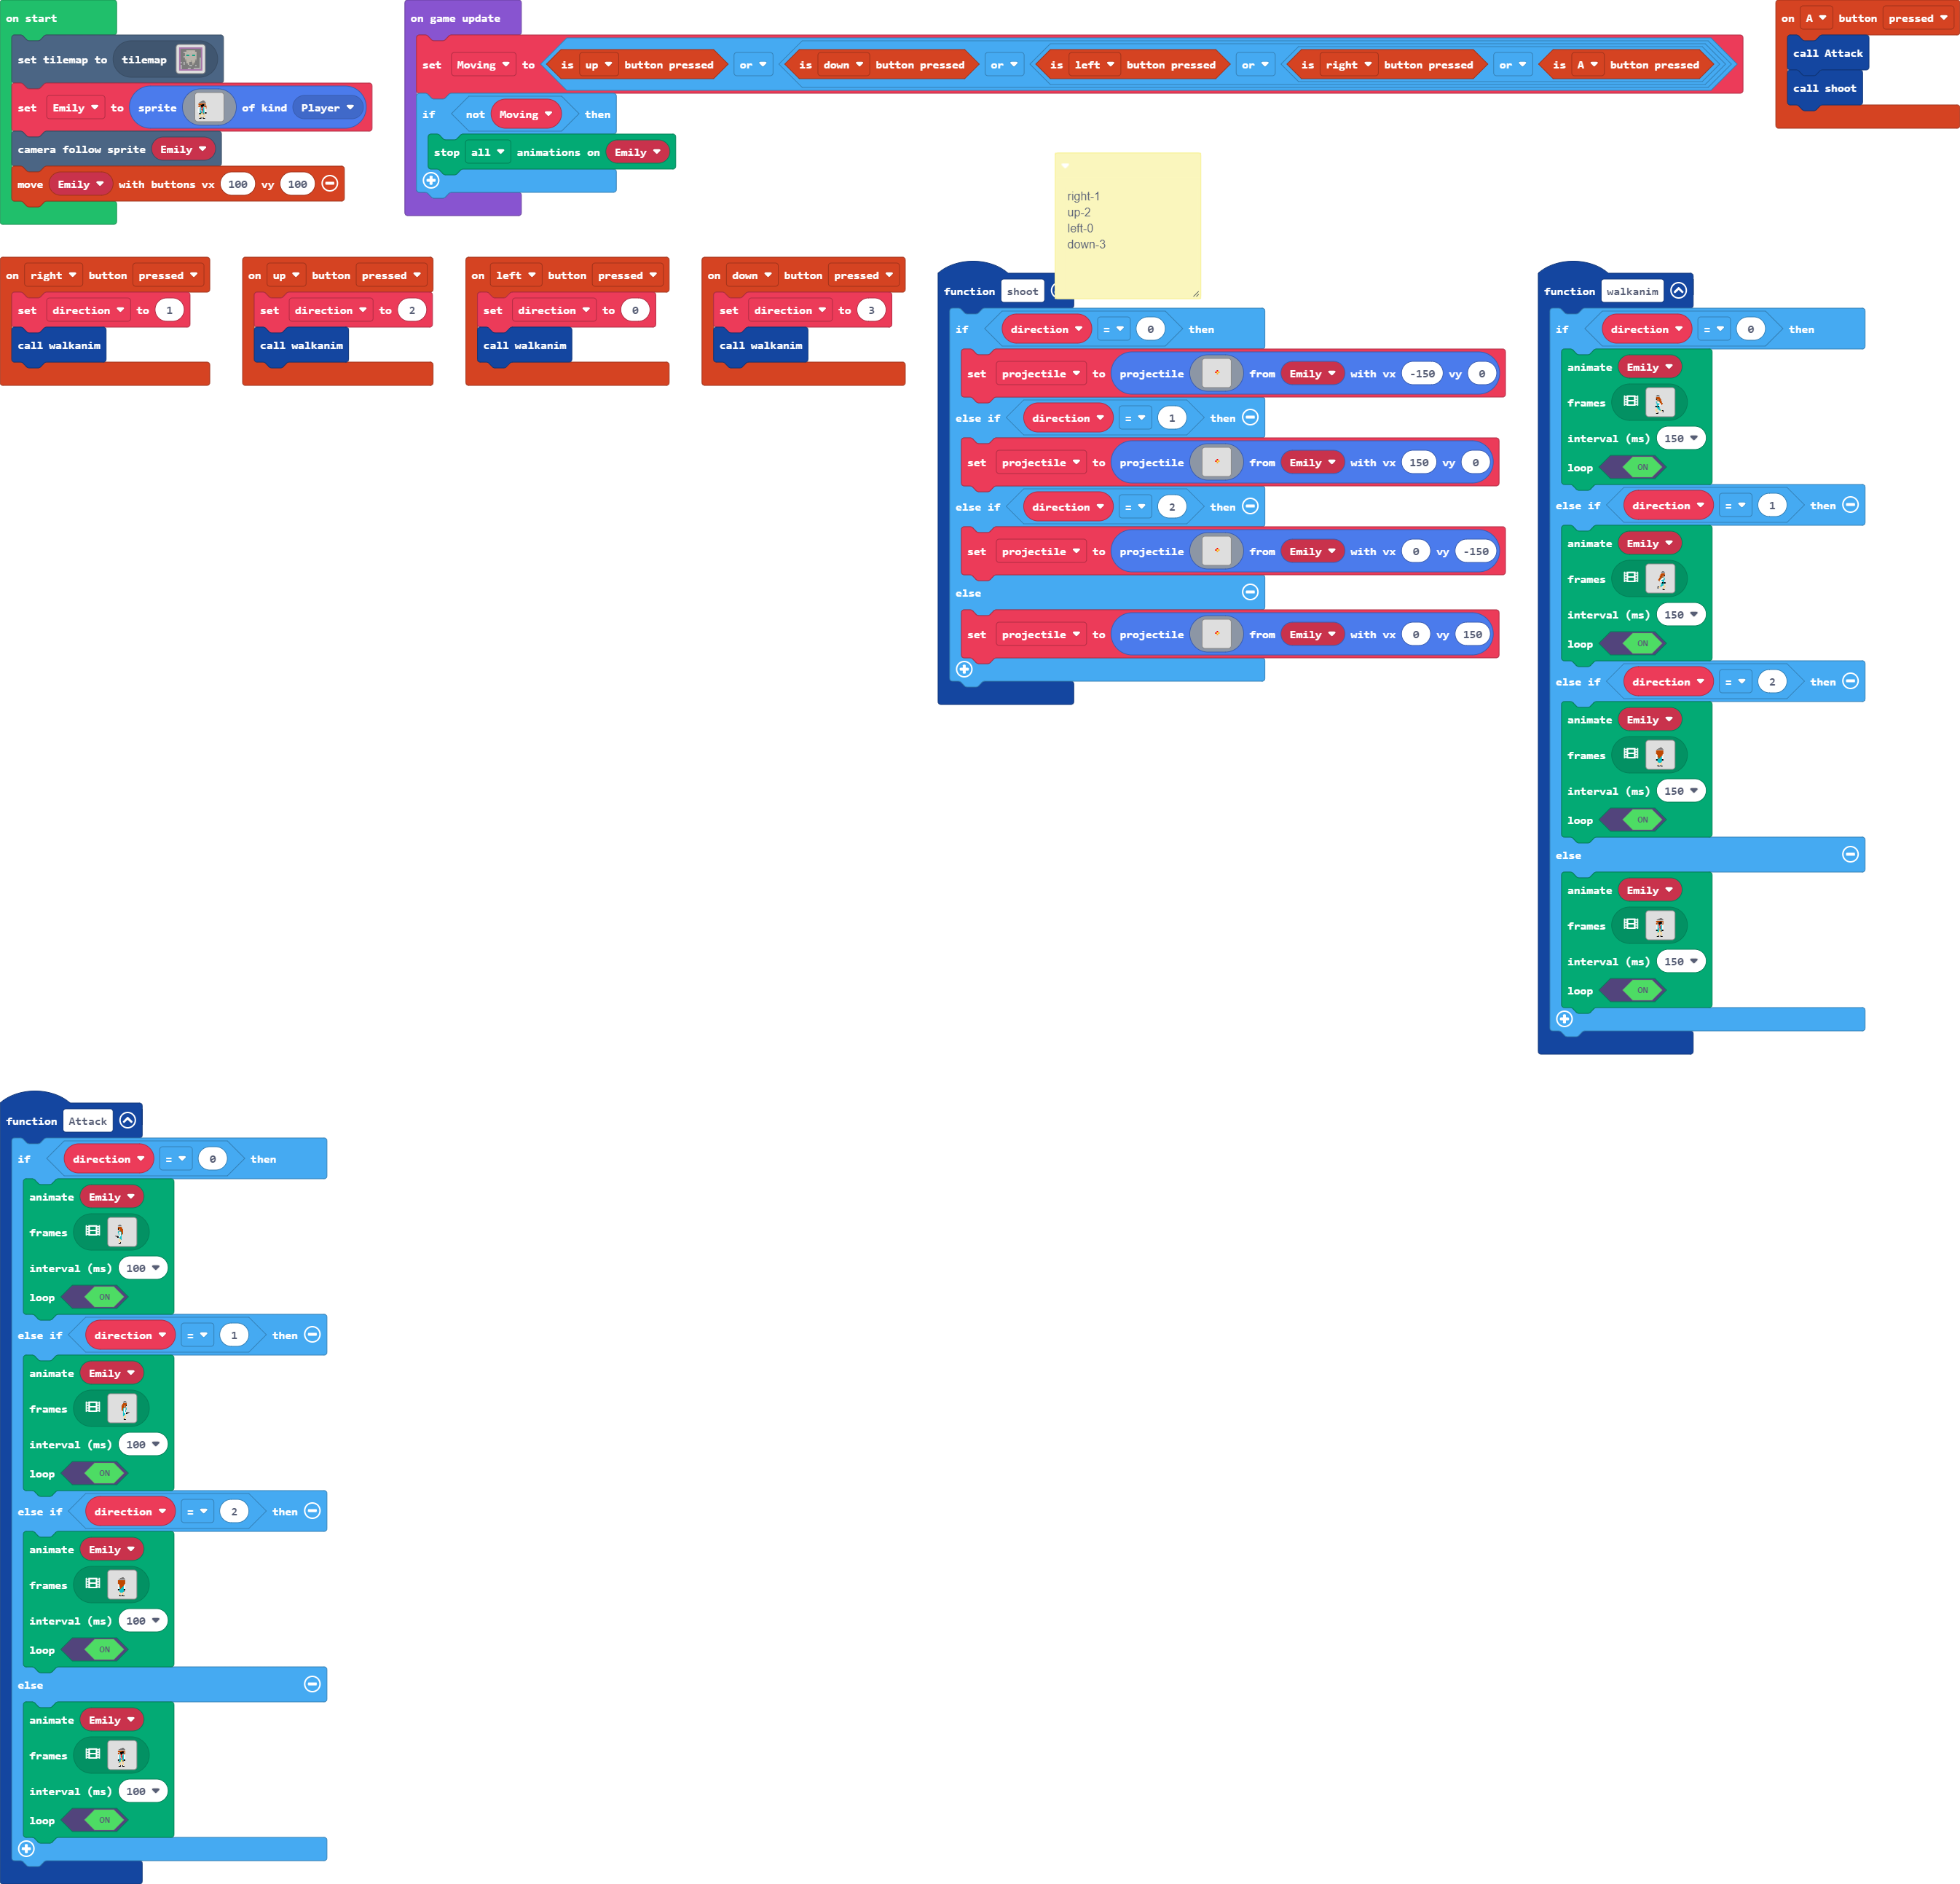 on start
set tilemap to tilemap
set Emily to sprite of kind Player
camera follow sprite Emily
move Emily with buttons vx 100 vy 100
on game update
set Moving to is up button pressed or is down button pressed or is left button pressed or is right button pressed or is A button pressed
if not Moving then
stop all animations on Emily
on A button pressed
call Attack
call shoot
right-1
up-2
left-0
down-3
on right button pressed
set direction to 1
call walkanim
on up button pressed
set direction to 2
call walkanim
on left button pressed
set direction to 0
call walkanim
on down button pressed
set direction to 3
call walkanim
function shoot
if direction = 0 then
set projectile to projectile from Emily with vx -150 vy 0
else if direction = 1 then
set projectile to projectile from Emily with vx 150 vy 0
else if direction = 2 then
set projectile to projectile from Emily with vx 0 vy -150
else
set projectile to projectile from Emily with vx 0 vy 150
function walkanim
if direction = 0 then
animate Emily
frames
interval (ms) 150
loop ON
else if direction = 1 then
animate Emily
frames
interval (ms) 150
loop ON
else if direction = 2 then
animate Emily
frames
interval (ms) 150
loop ON
else
animate Emily
frames
interval (ms) 150
loop ON
function Attack
if direction = 0 then
animate Emily
frames
interval (ms) 100
loop ON
else if direction = 1 then
animate Emily
frames
interval (ms) 100
loop ON
else if direction = 2 then
animate Emily
frames
interval (ms) 100
loop ON
else
animate Emily
frames
interval (ms) 100
loop ON